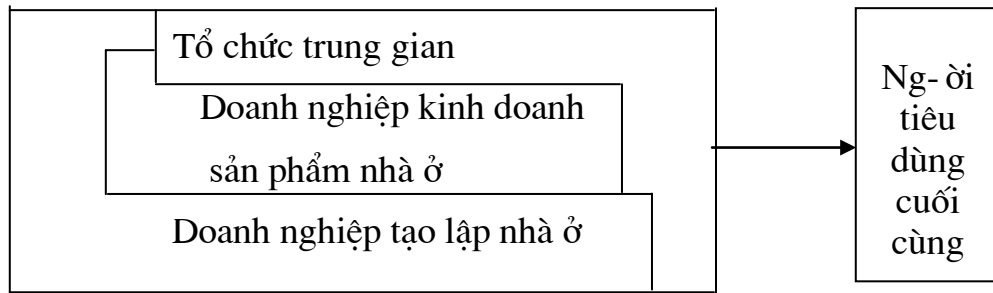 Tổ chức trung gian
Doanh nghiệp kinh doanh
sản phẩm nhà ở
Doanh nghiệp tạo lập nhà ở
Ng- ời
tiêu
dùng
cuối
cùng